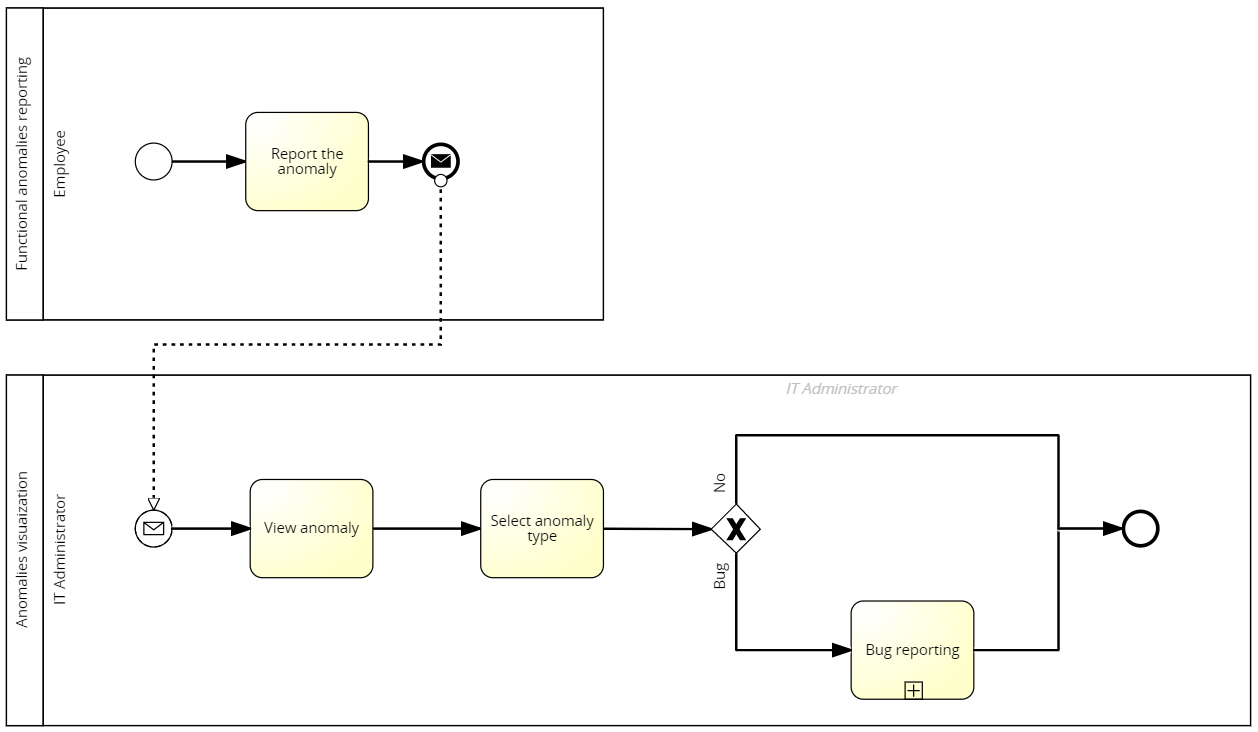 Functional anomalies reporting
Employee
Report the
anomaly
Anomalies visuaization
IT Administrator
IT Administrator
View anomaly
Select anomaly
type
No
Bug
Bug reporting